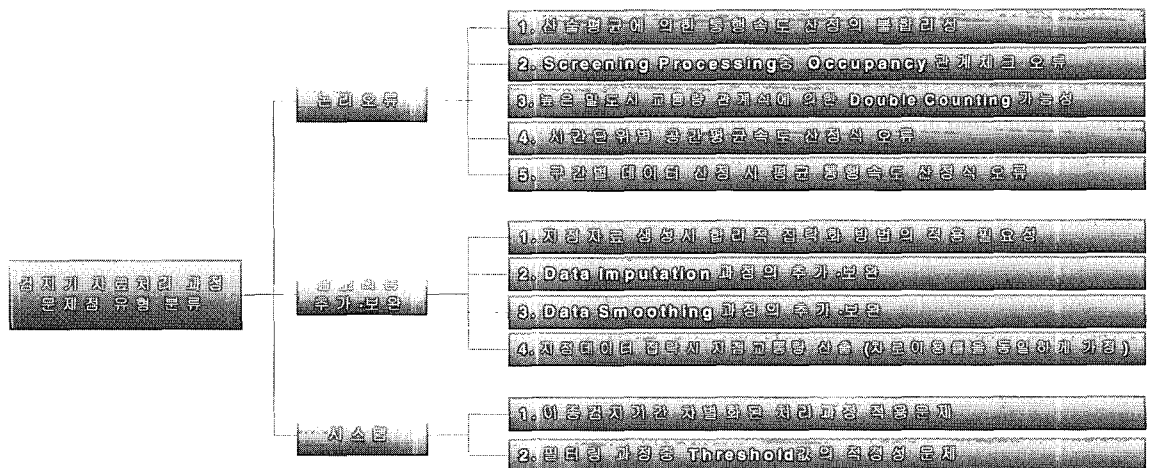 검지기 자료처리 과정
문제점 유형 분류
논리오류
1. 산술평균에 의한 통행속도 산정의 불합리성
2. Screening Processing중 Occupancy 관계체크 오류
3. 높은 밀도시 교통량 관계식에 의한 Double Counting 가능성
4. 시간단위별 공간평균속도 산정식 오류
5. 구간별 데이터 산정 시 평균 통행속도 산정식 오류
추가·보완
1. 지점자료 생성시 합리적 집락화 방법의 적용 필요성
2. Data Imputation 과정의 추가·보완
3. Data Smoothing 과정의 추가·보완
4. 지점데이터 집락시 지점교통량 산출 (차로이용률을 동일하게 가정)
시스템
1. 이종검지기간 차별화된 처리과정 적용문제
2. 필터링 과정중 Threshold값의 적정성 문제